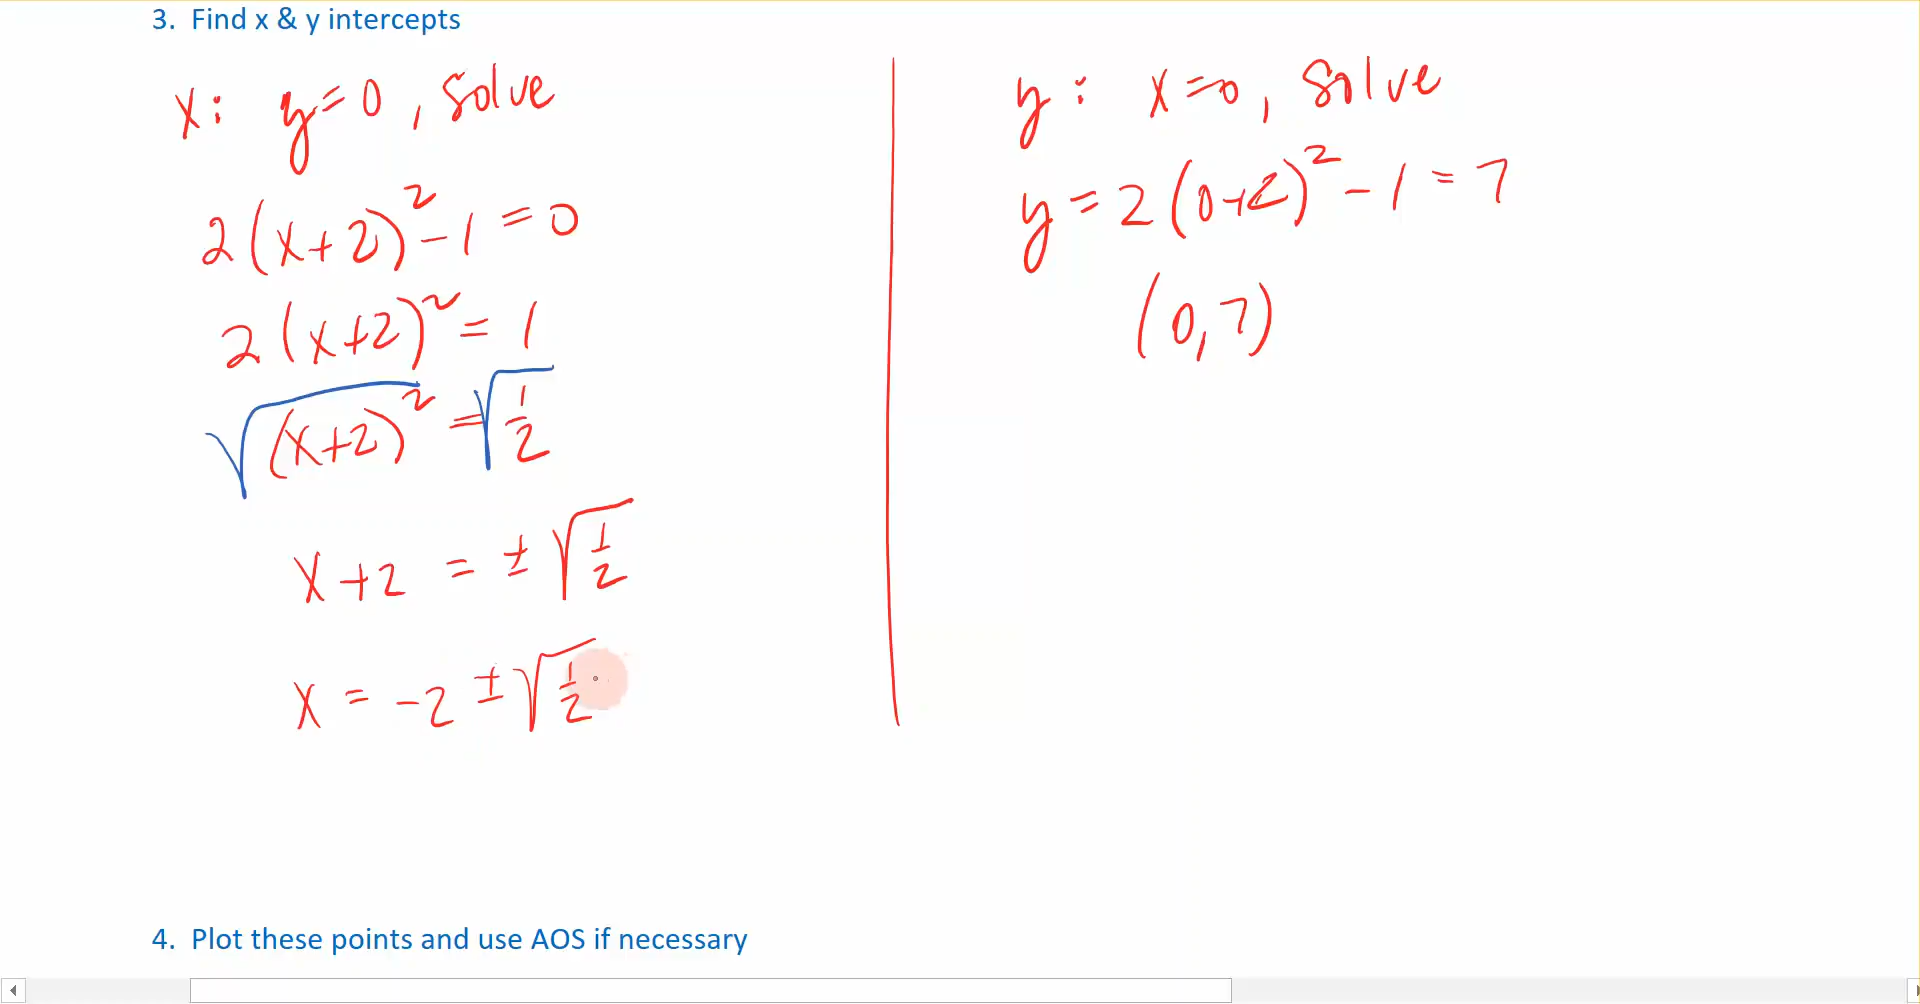 3. Find x & y intercepts
x: y=0, solve
2(x+2)²-1=0
2(x+2)²=1
√(x+2)²=√1/2
x+2=±√1/2
x=-2±√1/2
y: x=0, solve
y=2(0+2)²-1=7
(0,7)
4. Plot these points and use AOS if necessary